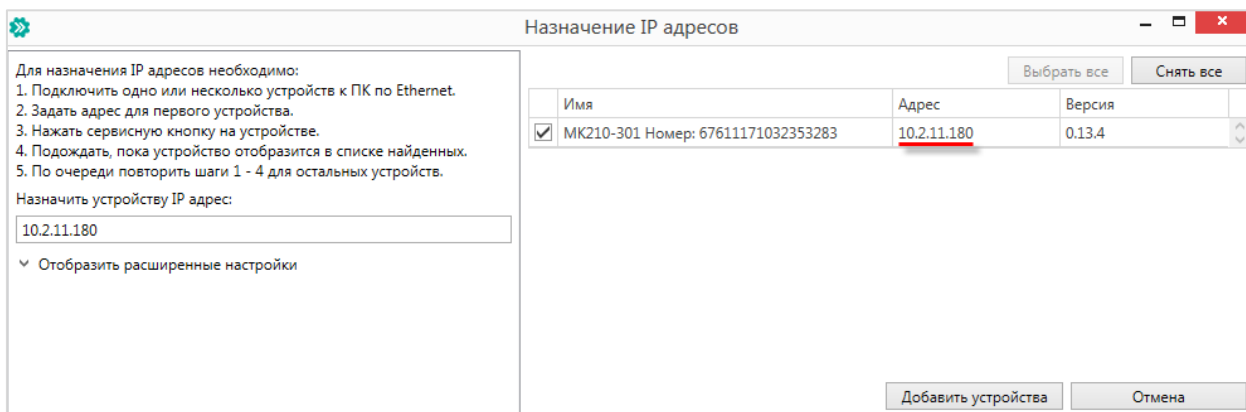 Назначение IP адресов
Для назначения IP адресов необходимо:
1. Подключить одно или несколько устройств к ПК по Ethernet.
2. Задать адрес для первого устройства.
3. Нажать сервисную кнопку на устройстве.
4. Подождать, пока устройство отобразится в списке найденных.
5. По очереди повторить шаги 1 - 4 для остальных устройств.
Назначить устройству IP адрес:
10.2.11.180
Отобразить расширенные настройки
Выбрать все Снять все
Имя Адрес Версия
МК210-301 Номер: 67611171032353283 10.2.11.180 0.13.4
Добавить устройства Отмена